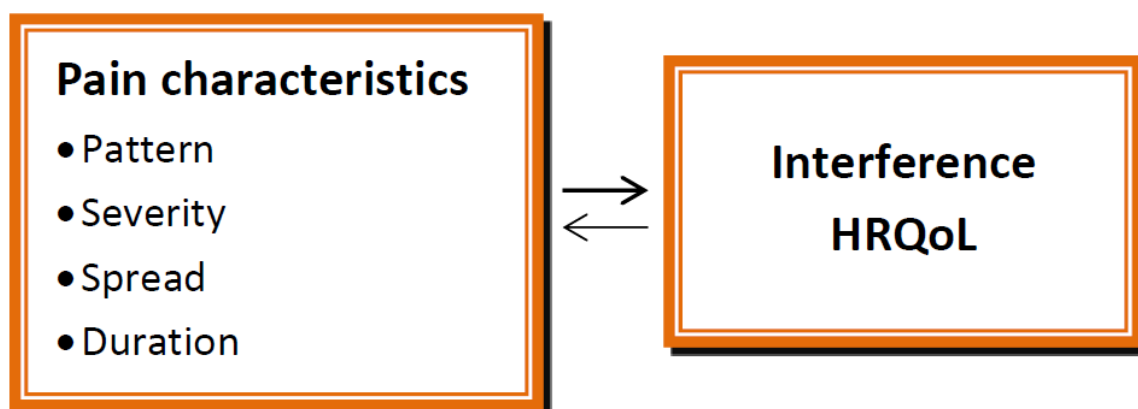 Pain characteristics
• Pattern
• Severity
• Spread
• Duration
Interference
HRQoL